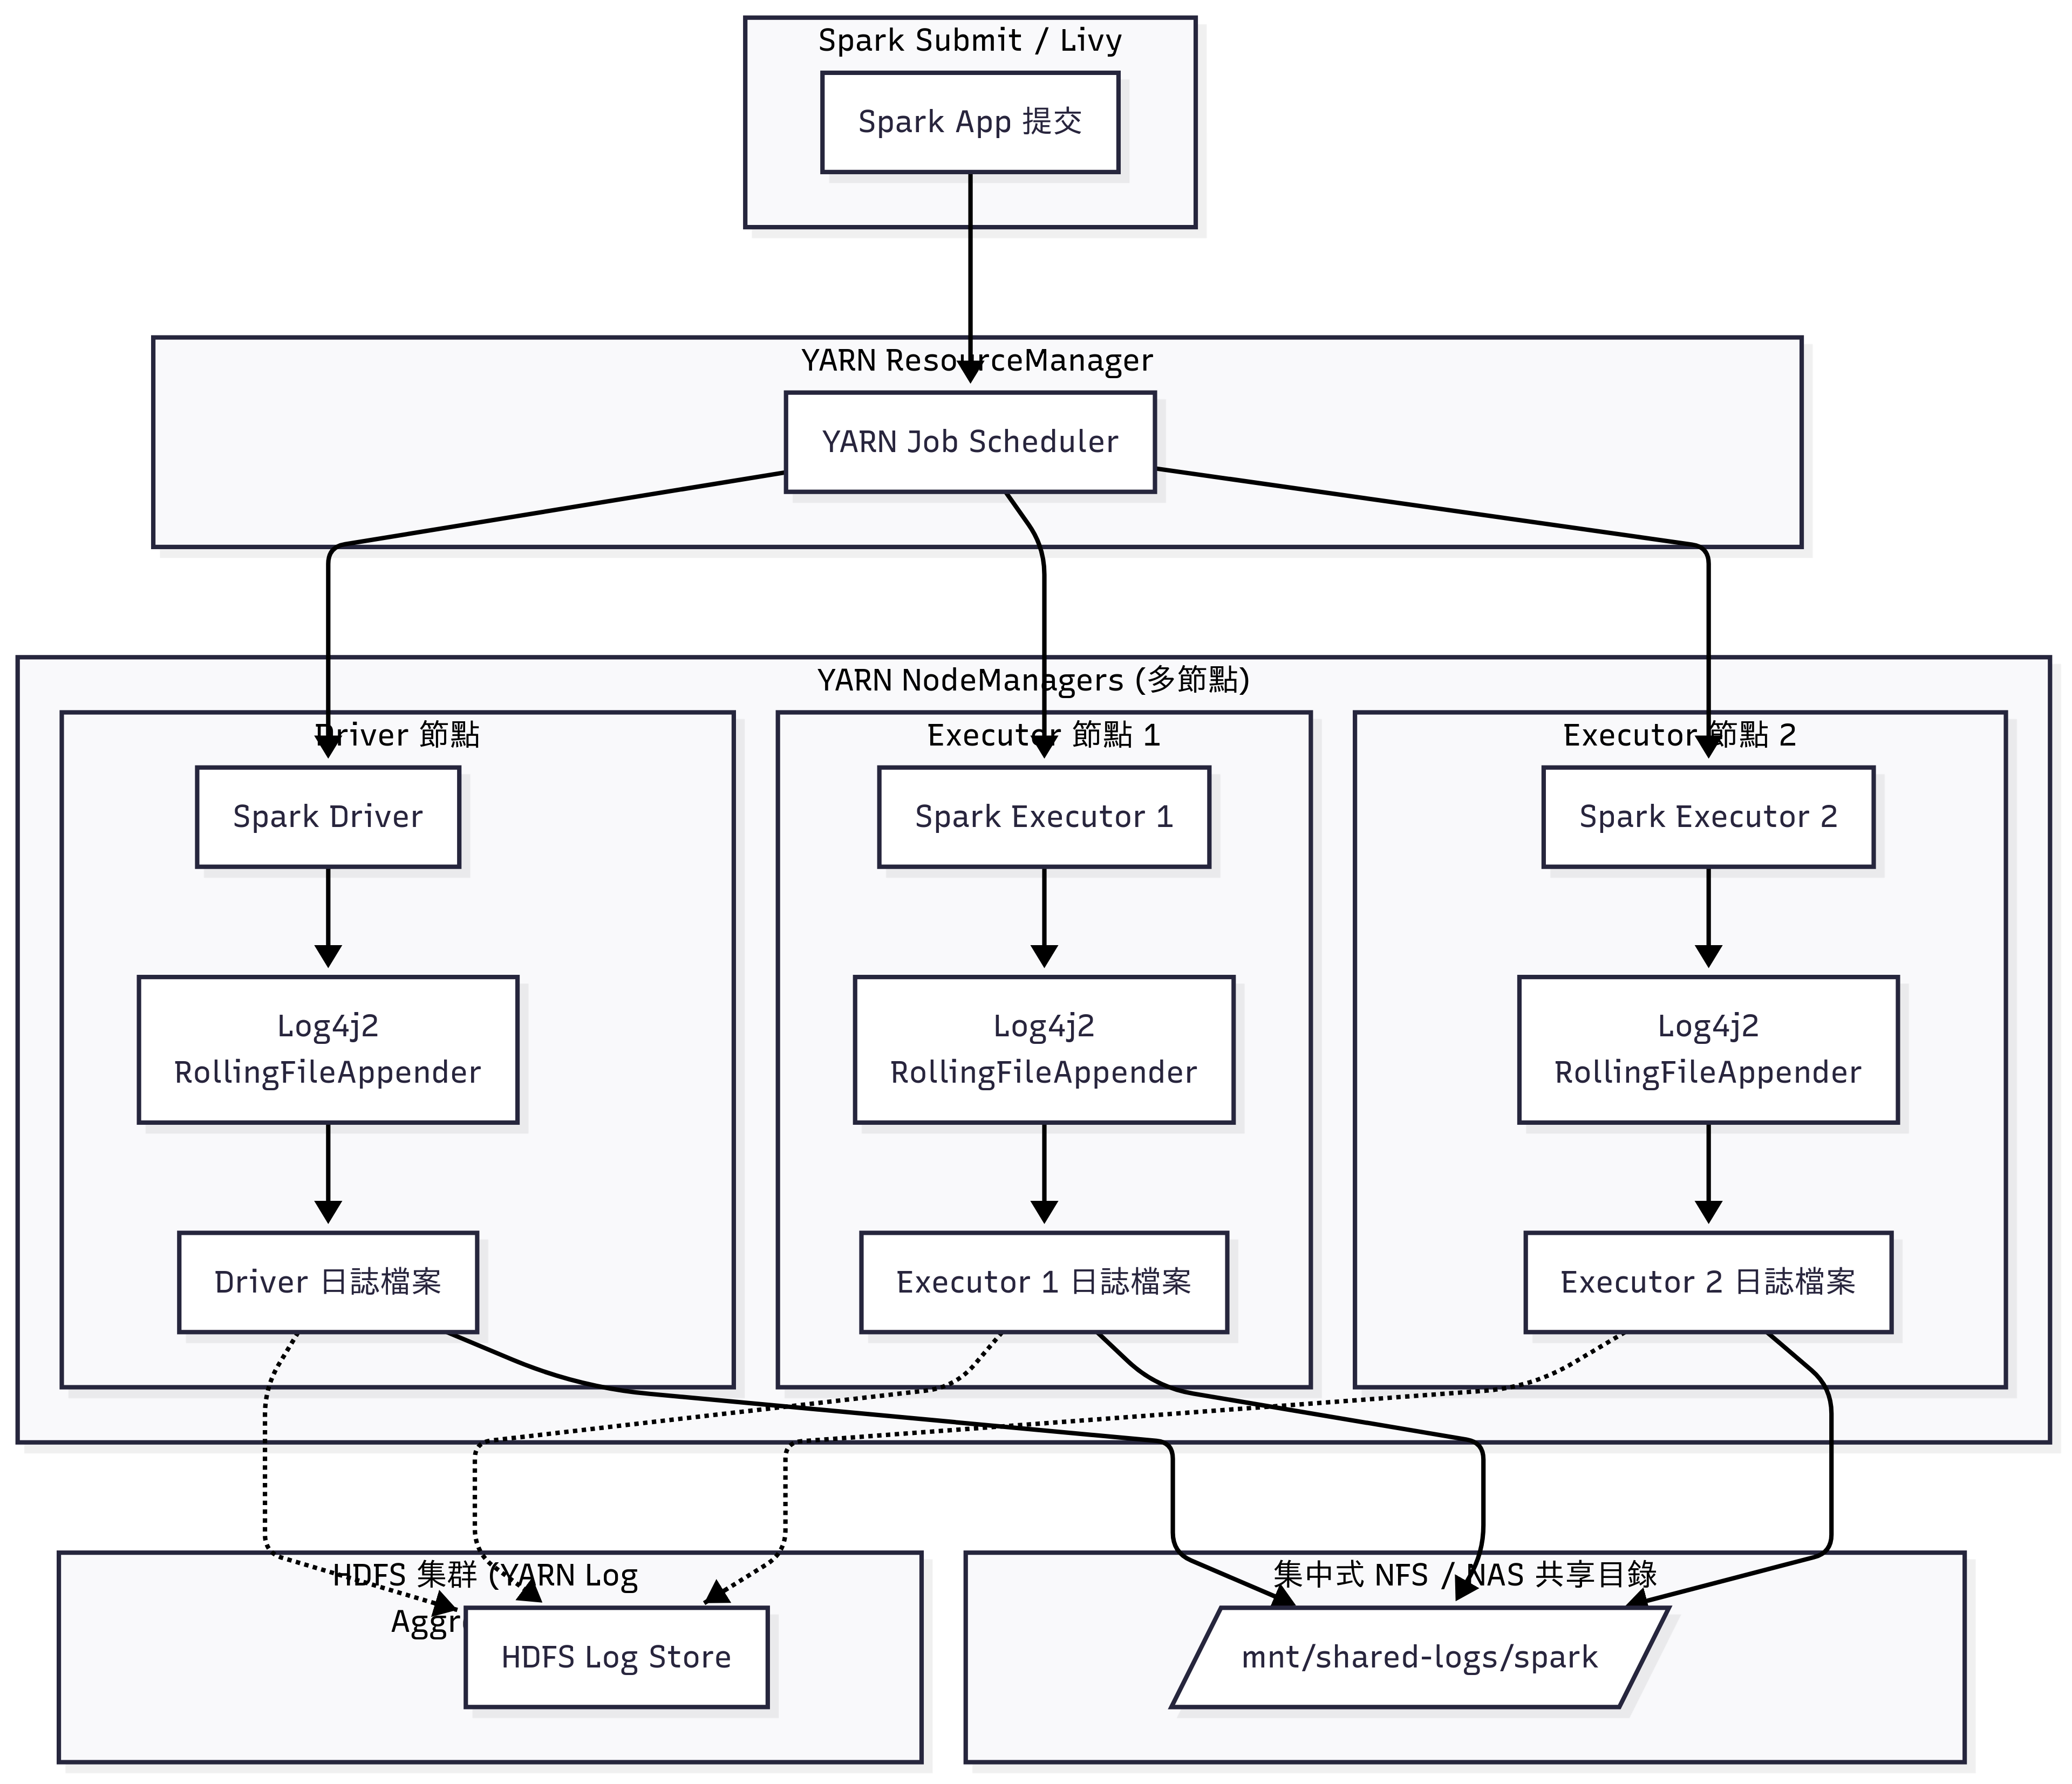 Spark Submit / Livy
Spark App 提交
YARN ResourceManager
YARN Job Scheduler
YARN NodeManagers (多節點)
Driver 節點
Executor 節點 1
Executor 節點 2
Spark Driver
Spark Executor 1
Spark Executor 2
Log4j2
RollingFileAppender
Log4j2
RollingFileAppender
Log4j2
RollingFileAppender
Driver 日誌檔案
Executor 1 日誌檔案
Executor 2 日誌檔案
HDFS 集群 (YARN Log
集中式 NFS / NAS 共享目錄
HDFS Log Store
mnt/shared-logs/spark